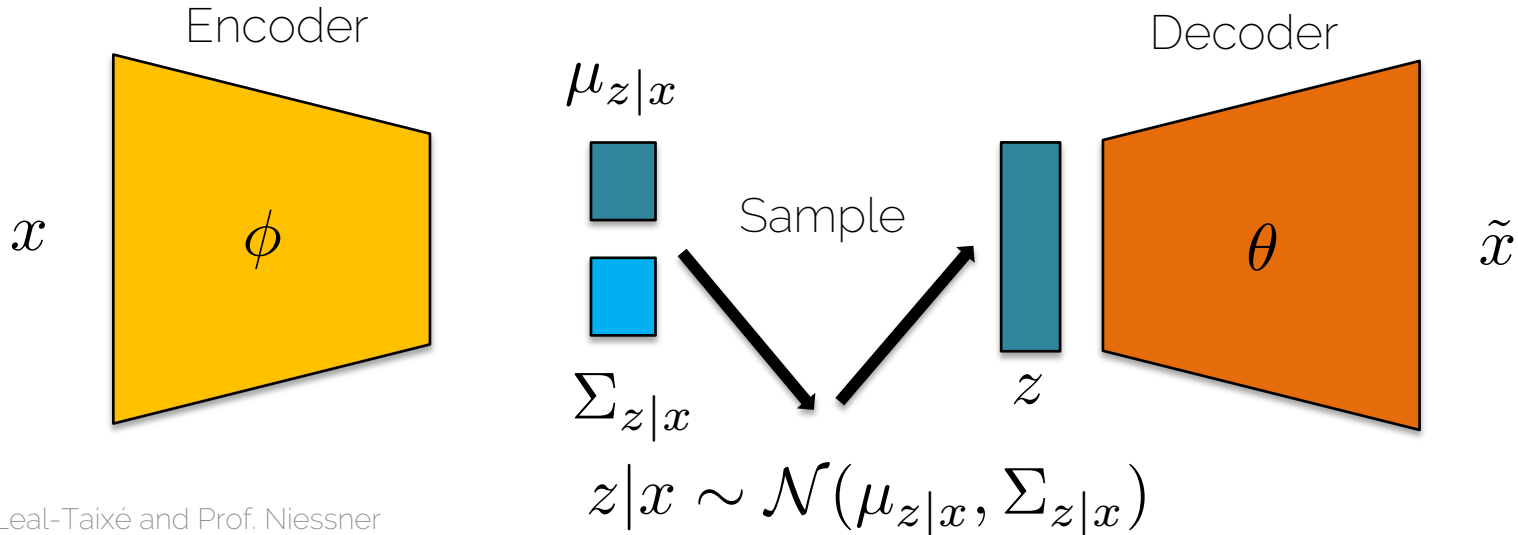 Encoder
Decoder
μ_{z|x}
x
ϕ
Sample
θ
x̃
Σ_{z|x}
z
z|x ∼ 𝒩(μ_{z|x}, Σ_{z|x})
Leal-Taixé and Prof. Niessner